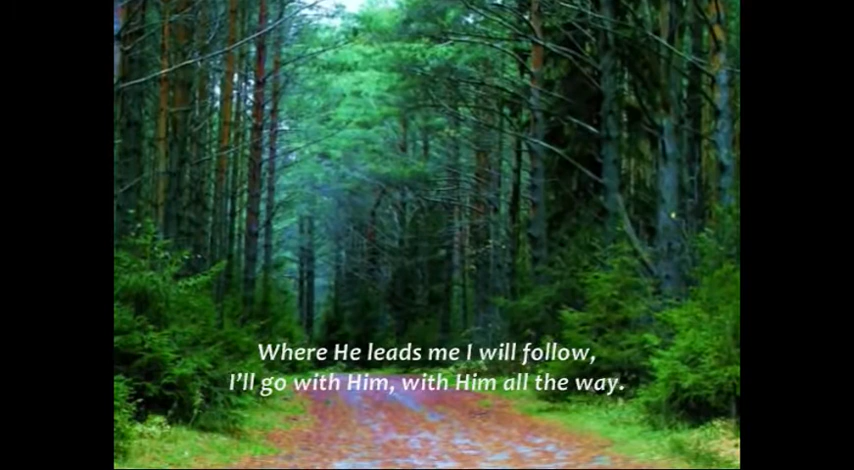 Where He leads me I will follow,
I'll go with Him, with Him all the way.